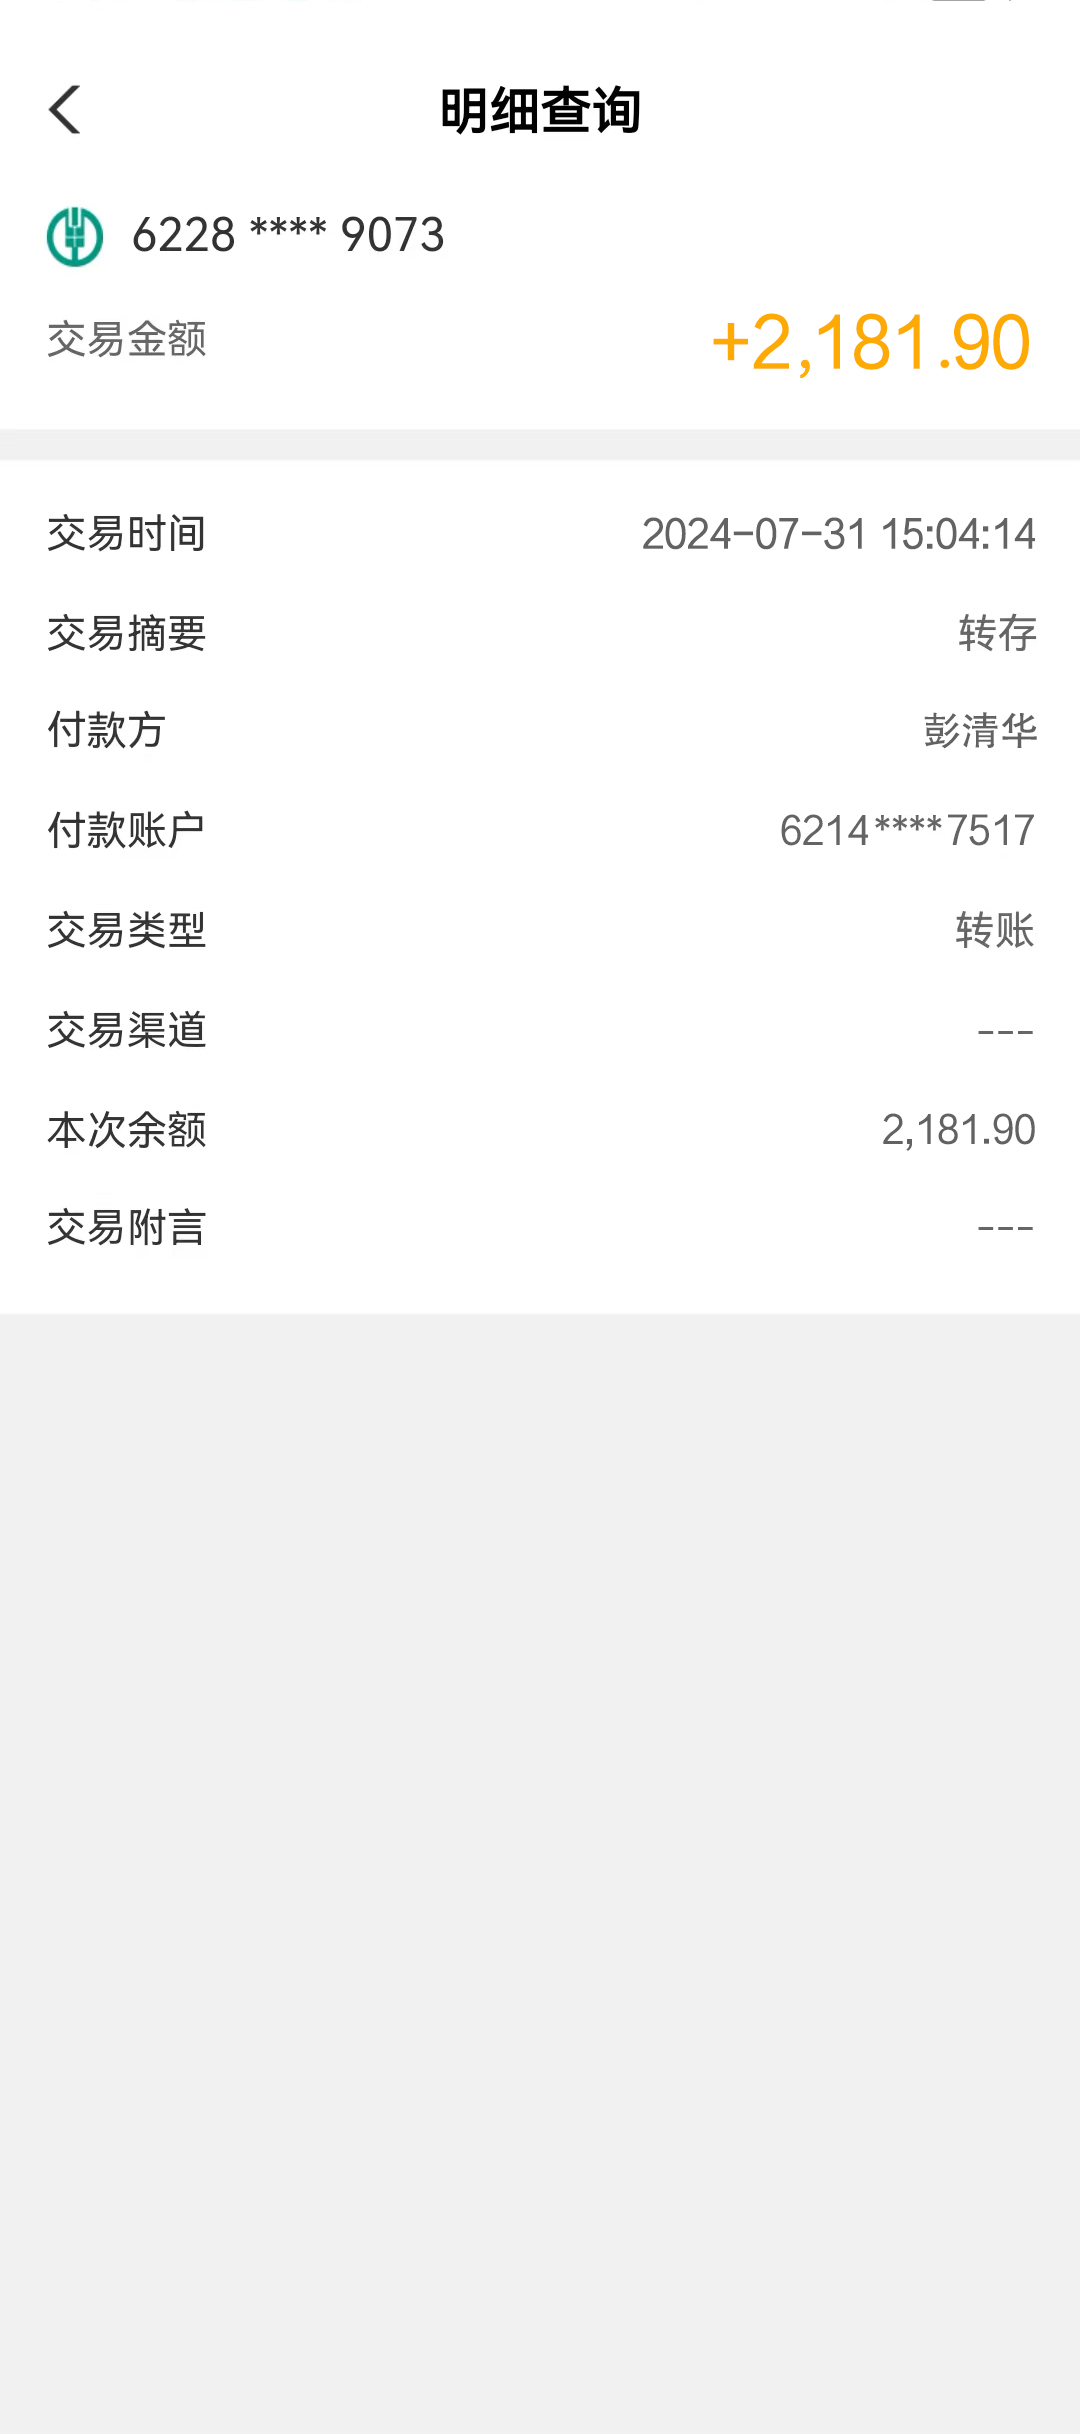 明细查询
6228 **** 9073
交易金额 +2,181.90
交易时间 2024-07-31 15:04:14
交易摘要 转存
付款方 彭清华
付款账户 6214****7517
交易类型 转账
交易渠道 ---
本次余额 2,181.90
交易附言 ---